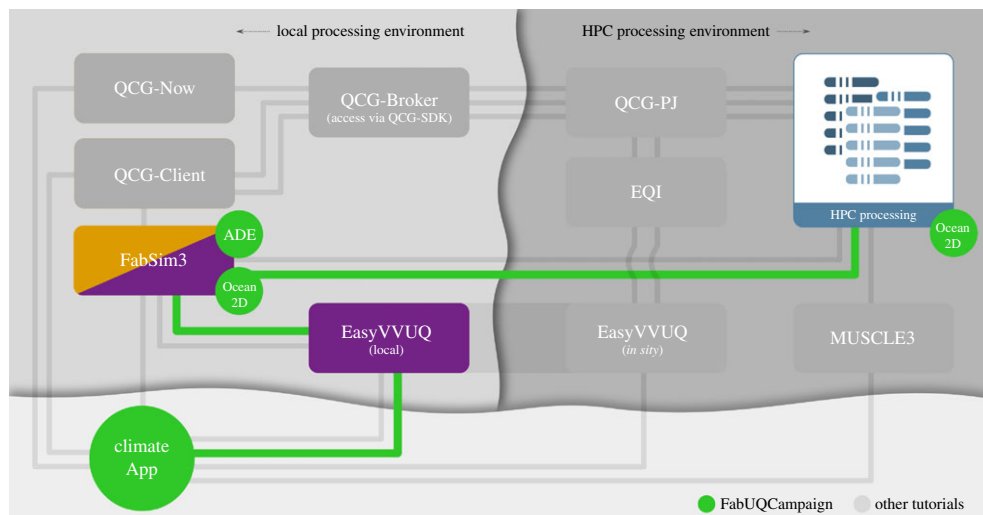 local processing environment
HPC processing environment
QCG-Now
QCG-Broker
(access via QCG-SDK)
QCG-PJ
QCG-Client
EQI
HPC processing
Ocean
2D
ADE
FabSim3
Ocean
2D
EasyVVUQ
(local)
EasyVVUQ
(in sity)
MUSCLE3
climate
App
FabUQCampaign
other tutorials